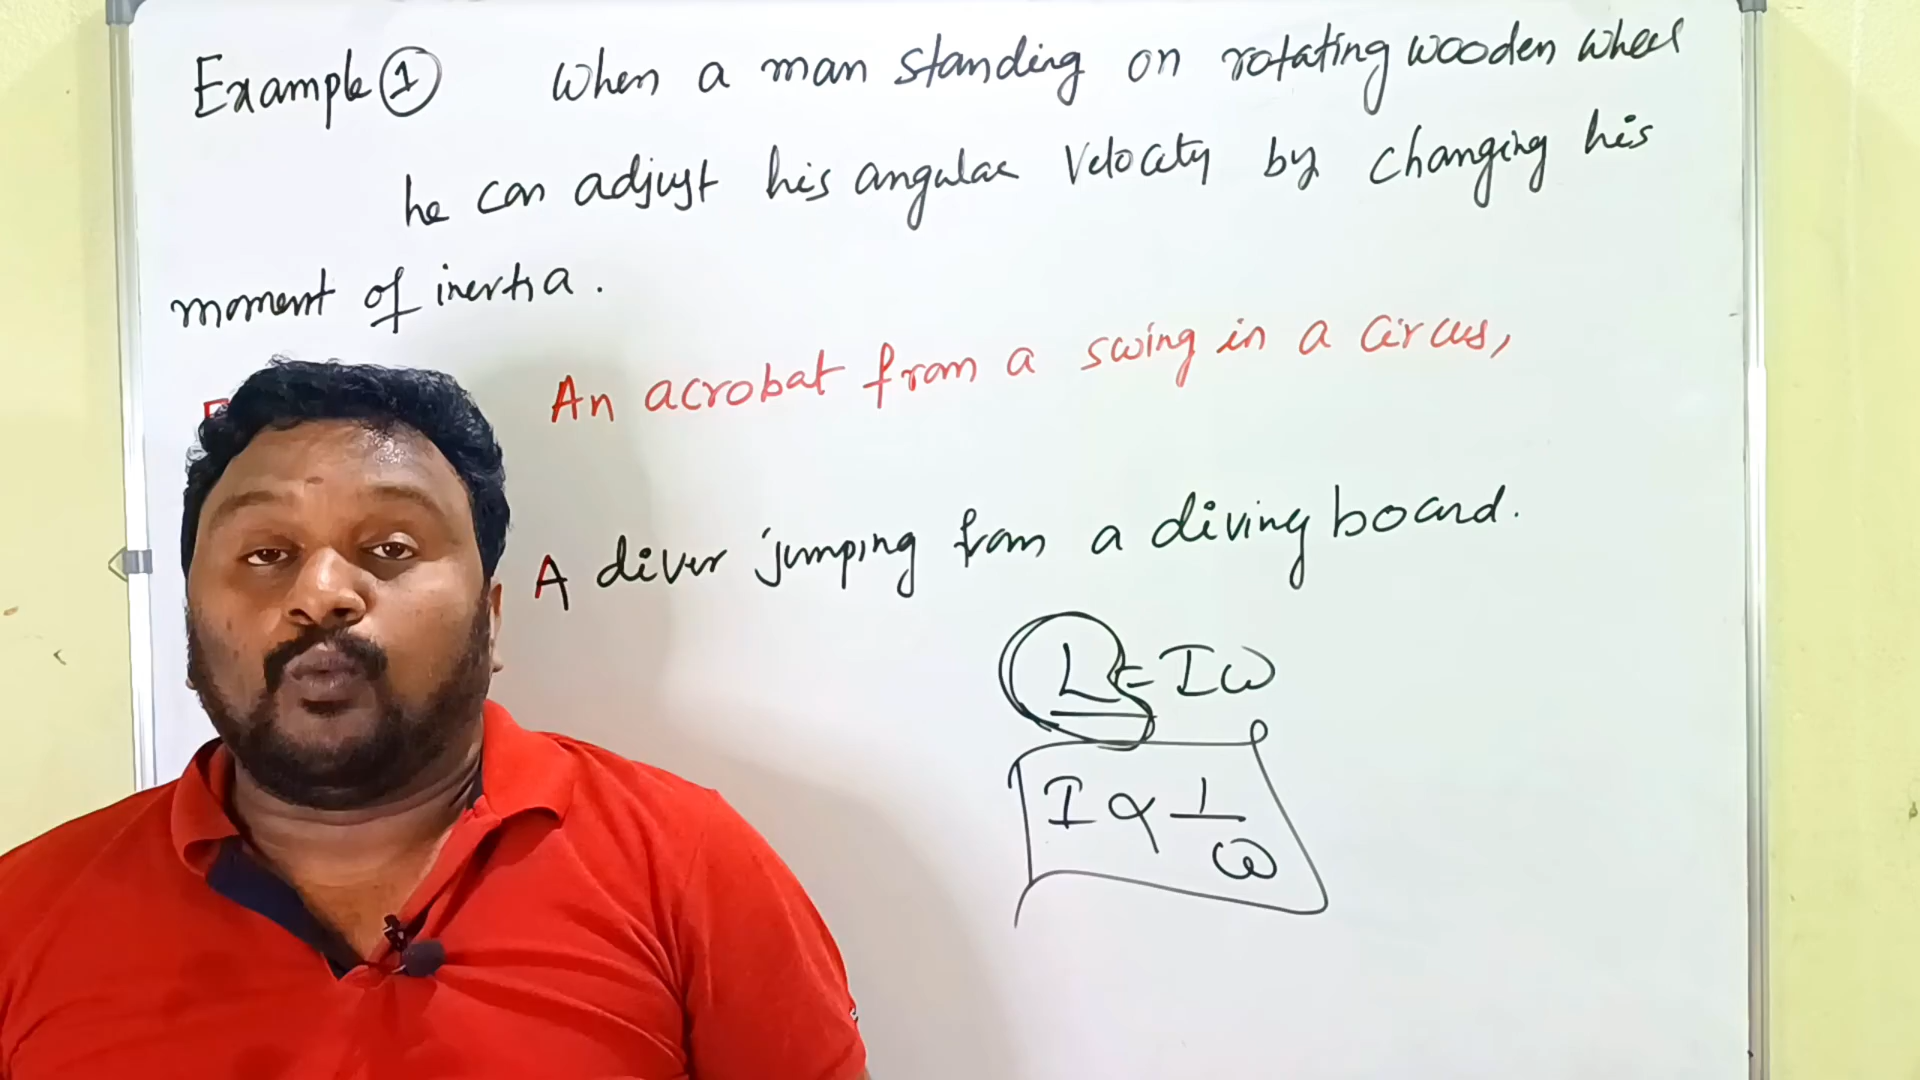 Example ① When a man standing on rotating wooden wheel
he can adjust his angular velocity by changing his
moment of inertia.
An acrobat from a swing in a circus,
A diver jumping from a diving board.
L = Iω
I ∝ 1/ω